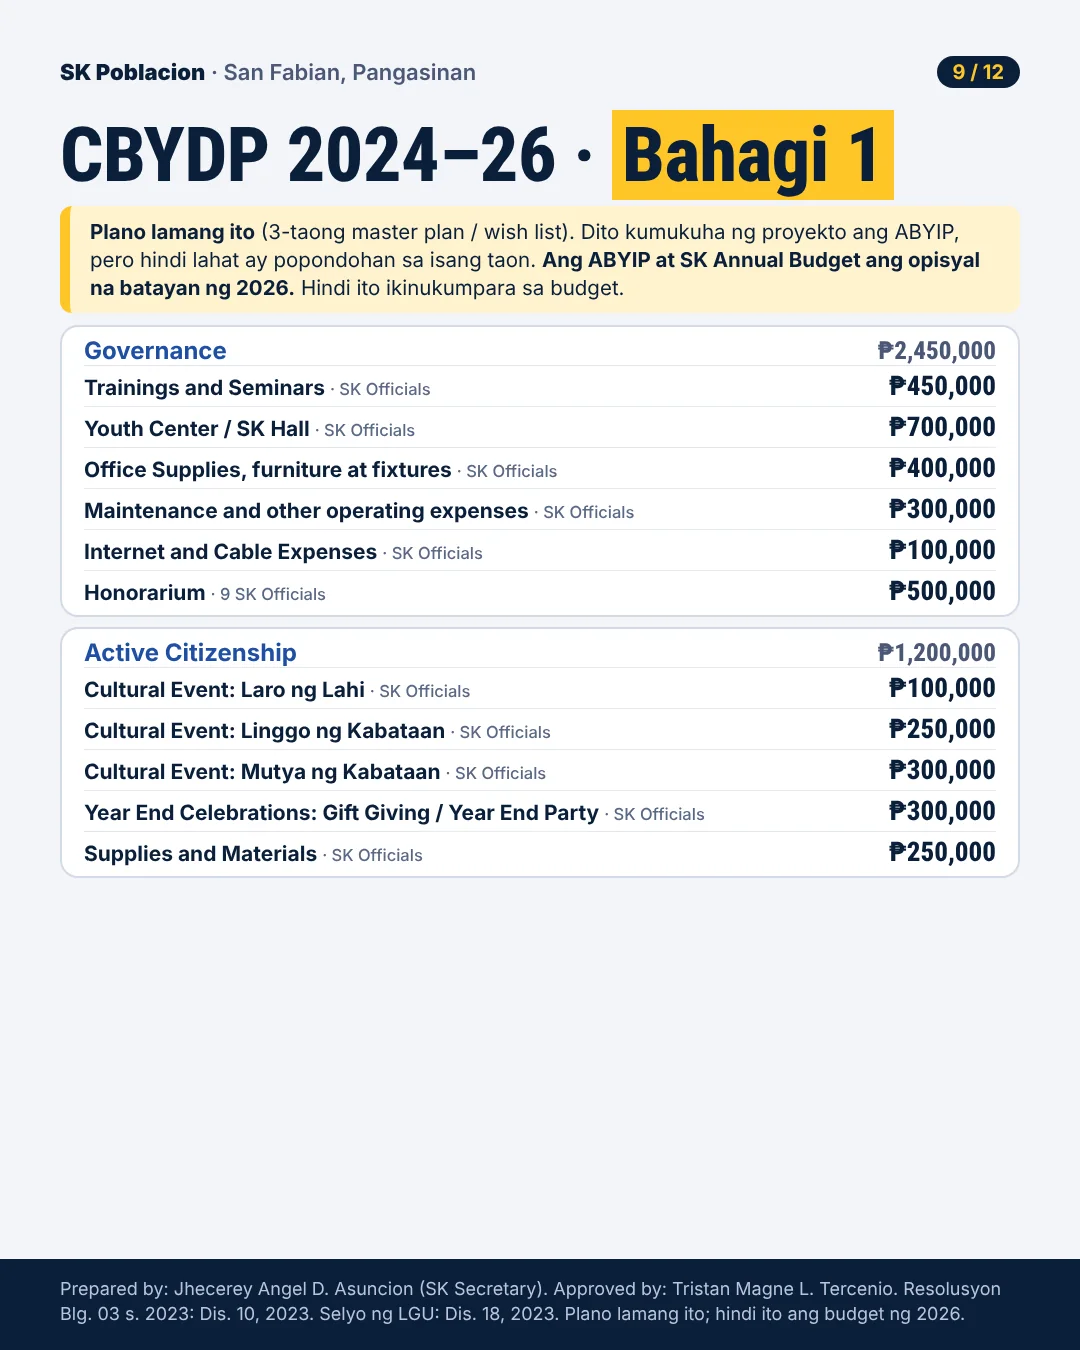 SK Poblacion · San Fabian, Pangasinan
9 / 12
CBYDP 2024–26 · Bahagi 1
Plano lamang ito (3-taong master plan / wish list). Dito kumukuha ng proyekto ang ABYIP,
pero hindi lahat ay popondohan sa isang taon. Ang ABYIP at SK Annual Budget ang opisyal
na batayan ng 2026. Hindi ito ikinukumpara sa budget.
Governance ₱2,450,000
Trainings and Seminars · SK Officials ₱450,000
Youth Center / SK Hall · SK Officials ₱700,000
Office Supplies, furniture at fixtures · SK Officials ₱400,000
Maintenance and other operating expenses · SK Officials ₱300,000
Internet and Cable Expenses · SK Officials ₱100,000
Honorarium · 9 SK Officials ₱500,000
Active Citizenship ₱1,200,000
Cultural Event: Laro ng Lahi · SK Officials ₱100,000
Cultural Event: Linggo ng Kabataan · SK Officials ₱250,000
Cultural Event: Mutya ng Kabataan · SK Officials ₱300,000
Year End Celebrations: Gift Giving / Year End Party · SK Officials ₱300,000
Supplies and Materials · SK Officials ₱250,000
Prepared by: Jhecerey Angel D. Asuncion (SK Secretary). Approved by: Tristan Magne L. Tercenio. Resolusyon
Blg. 03 s. 2023: Dis. 10, 2023. Selyo ng LGU: Dis. 18, 2023. Plano lamang ito; hindi ito ang budget ng 2026.